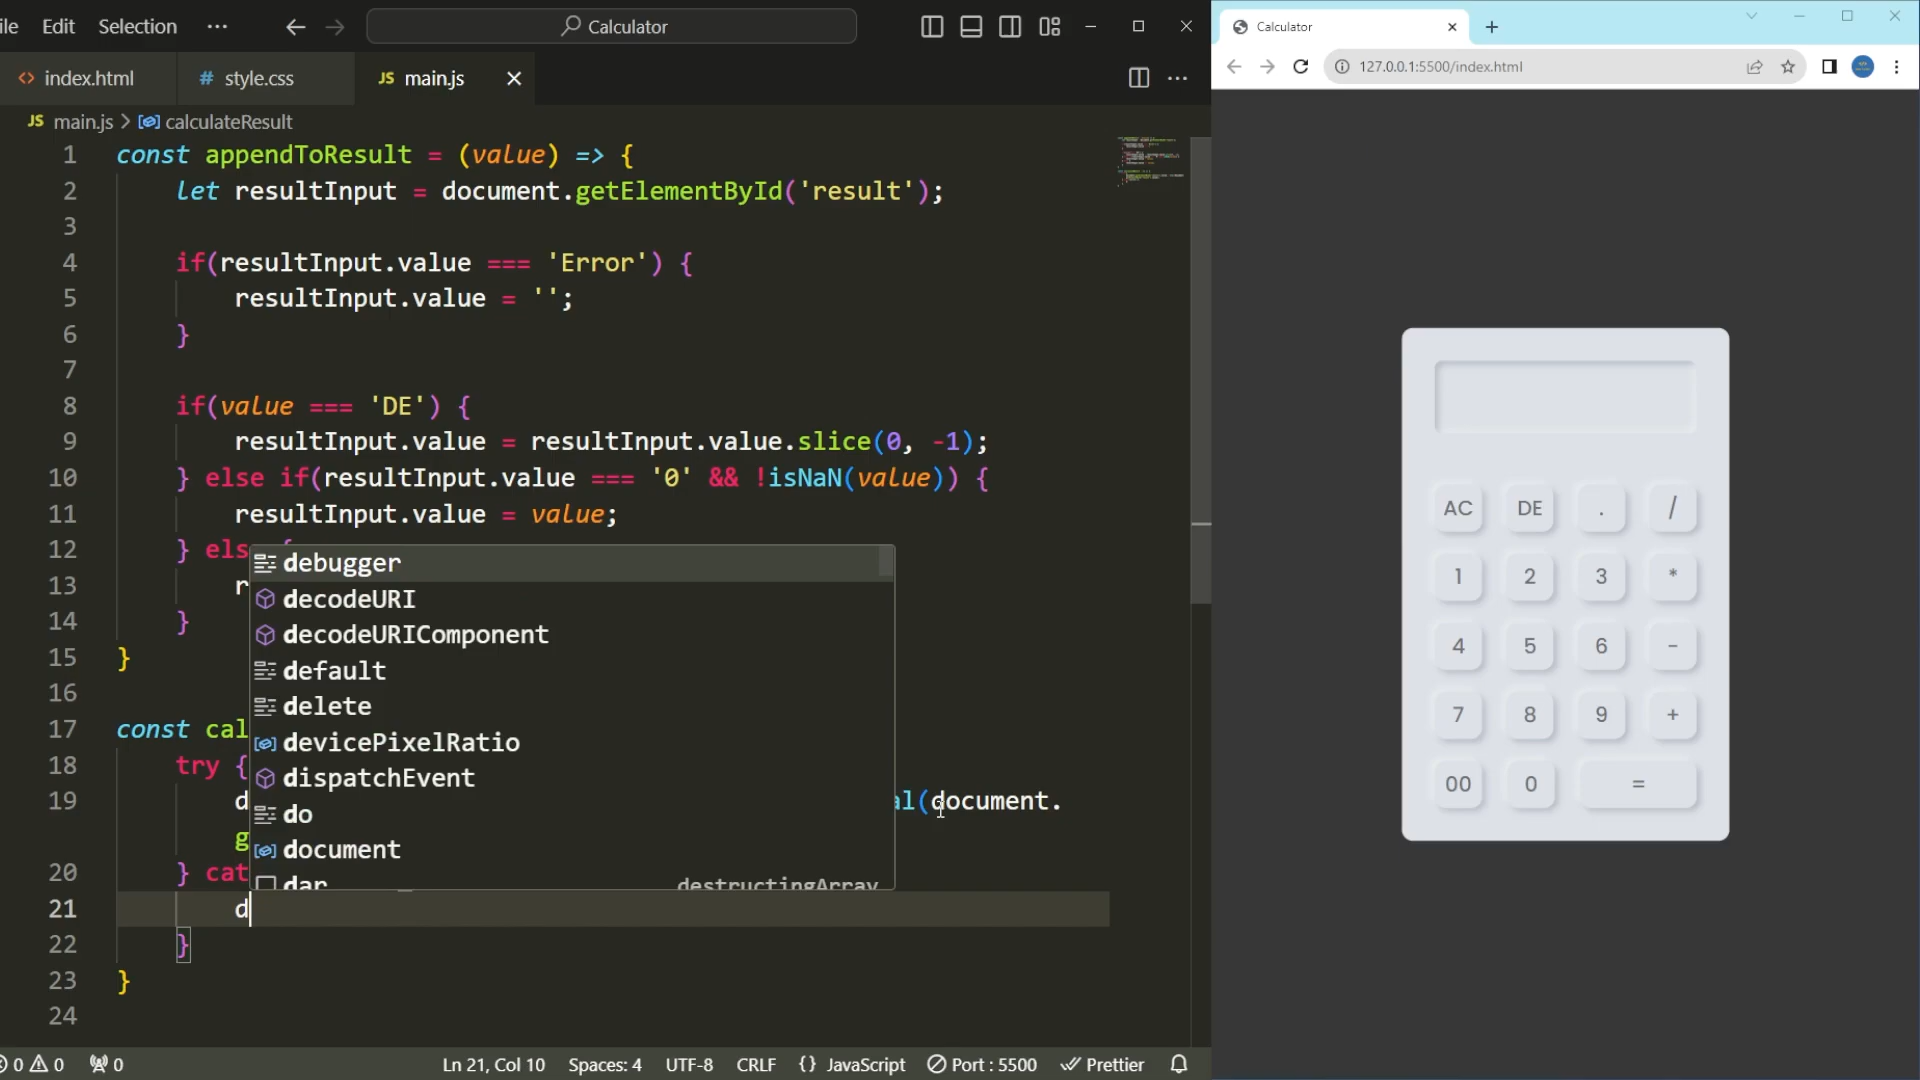 ile Edit Selection ··· Calculator
index.html style.css JS main.js
JS main.js > calculateResult
1 const appendToResult = (value) => {
2 let resultInput = document.getElementById('result');
3
4 if(resultInput.value === 'Error') {
5 resultInput.value = '';
6 }
7
8 if(value === 'DE') {
9 resultInput.value = resultInput.value.slice(0, -1);
10 } else if(resultInput.value === '0' && !isNaN(value)) {
11 resultInput.value = value;
12 } els
13 r
14 }
15 }
16
17 const cal
18 try {
19 d al(document.
g
20 } cat
21 d
22 }
23 }
24
debugger
decodeURI
decodeURIComponent
default
delete
devicePixelRatio
dispatchEvent
do
document
dar destructingArray
0 0 0 Ln 21, Col 10 Spaces: 4 UTF-8 CRLF {} JavaScript Port : 5500 Prettier
Calculator
127.0.0.1:5500/index.html
AC DE . /
1 2 3 *
4 5 6 -
7 8 9 +
00 0 =